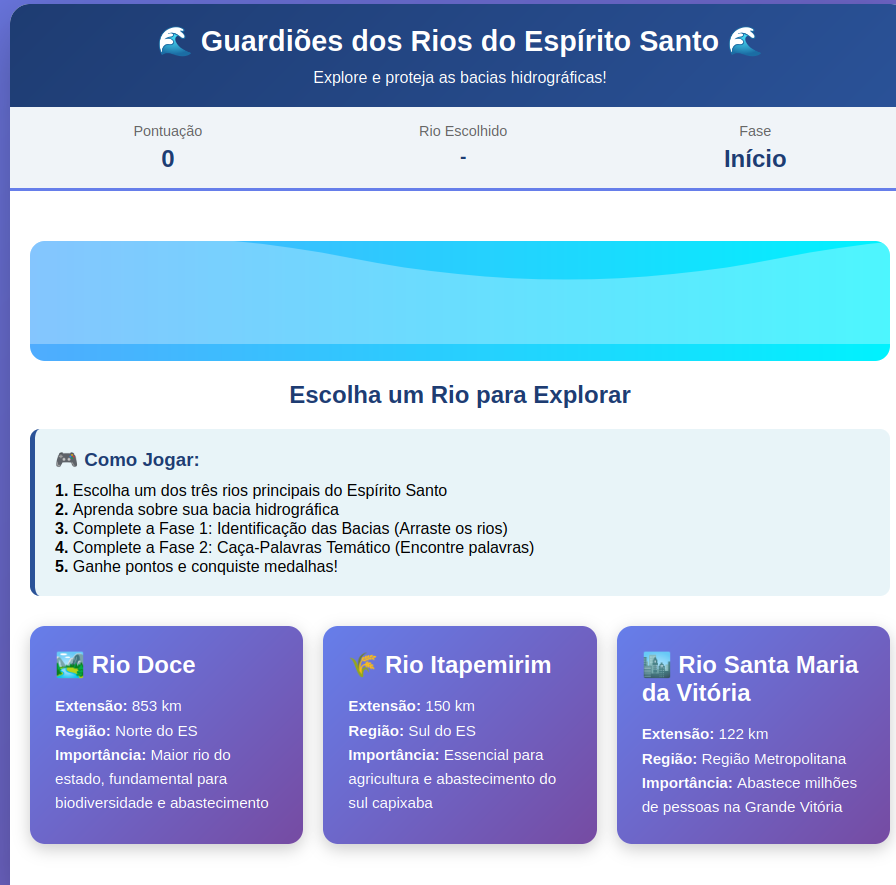 🌊 Guardiões dos Rios do Espírito Santo 🌊
Explore e proteja as bacias hidrográficas!
Pontuação
0
Rio Escolhido
-
Fase
Início
Escolha um Rio para Explorar
🎮 Como Jogar:
1. Escolha um dos três rios principais do Espírito Santo
2. Aprenda sobre sua bacia hidrográfica
3. Complete a Fase 1: Identificação das Bacias (Arraste os rios)
4. Complete a Fase 2: Caça-Palavras Temático (Encontre palavras)
5. Ganhe pontos e conquiste medalhas!
🏞️ Rio Doce
Extensão: 853 km
Região: Norte do ES
Importância: Maior rio do
estado, fundamental para
biodiversidade e abastecimento
🌾 Rio Itapemirim
Extensão: 150 km
Região: Sul do ES
Importância: Essencial para
agricultura e abastecimento do
sul capixaba
🏙️ Rio Santa Maria
da Vitória
Extensão: 122 km
Região: Região Metropolitana
Importância: Abastece milhões
de pessoas na Grande Vitória